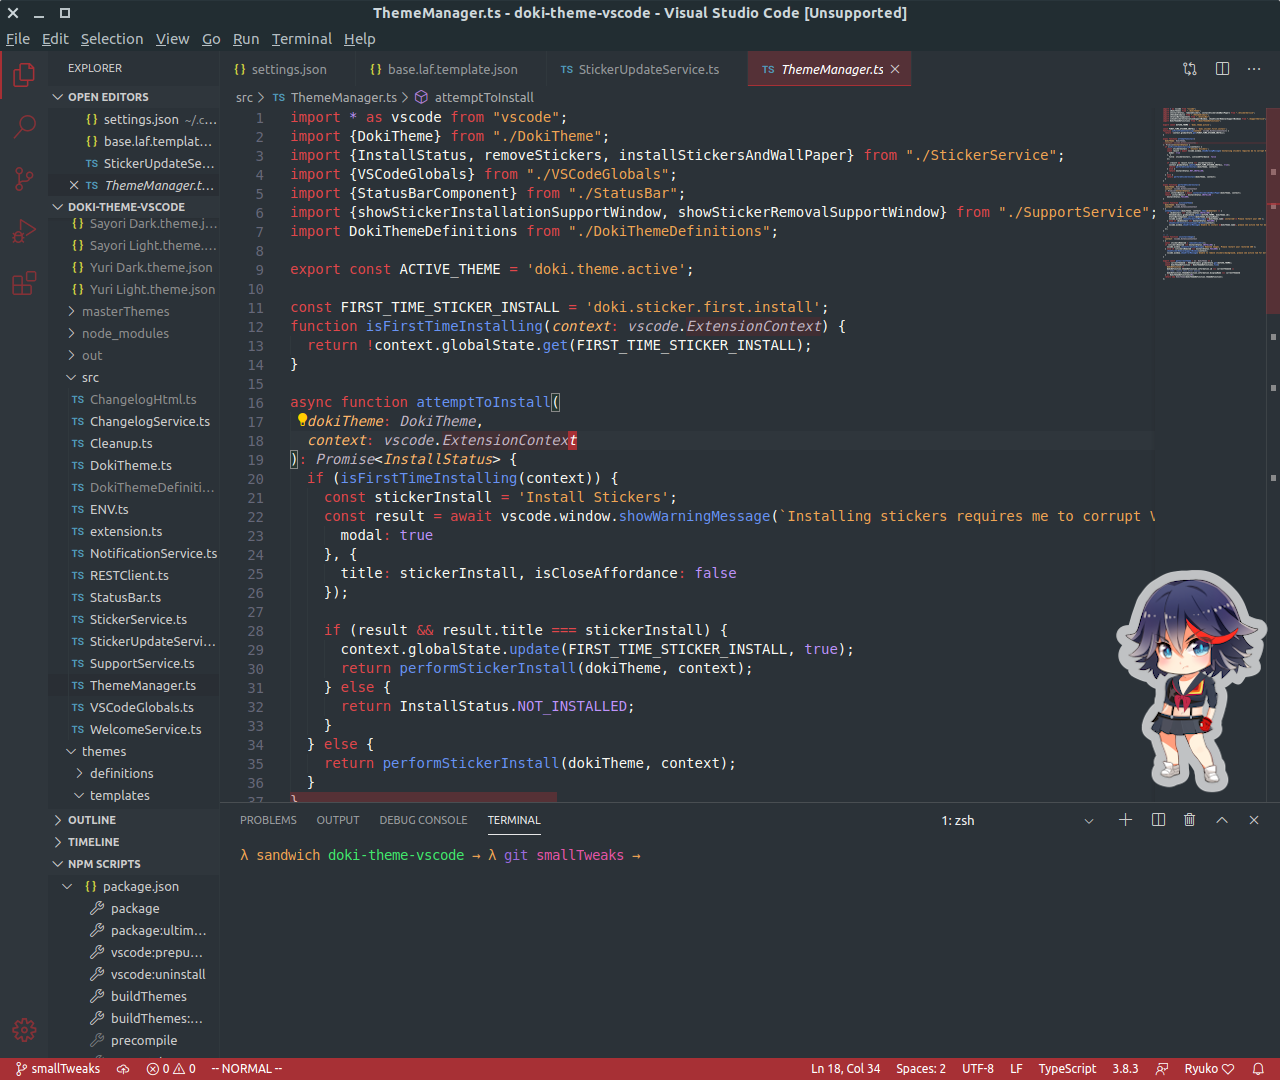 ThemeManager.ts - doki-theme-vscode - Visual Studio Code [Unsupported]
File Edit Selection View Go Run Terminal Help
EXPLORER
OPEN EDITORS
{} settings.json ~/.c...
{} base.laf.templat...
TS StickerUpdateSe...
TS ThemeManager.t...
DOKI-THEME-VSCODE
{} Sayori Dark.theme.j...
{} Sayori Light.theme....
{} Yuri Dark.theme.json
{} Yuri Light.theme.json
masterThemes
node_modules
out
src
TS ChangelogHtml.ts
TS ChangelogService.ts
TS Cleanup.ts
TS DokiTheme.ts
TS DokiThemeDefiniti...
TS ENV.ts
TS extension.ts
TS NotificationService.ts
TS RESTClient.ts
TS StatusBar.ts
TS StickerService.ts
TS StickerUpdateServi...
TS SupportService.ts
TS ThemeManager.ts
TS VSCodeGlobals.ts
TS WelcomeService.ts
themes
definitions
templates
OUTLINE
TIMELINE
NPM SCRIPTS
{} package.json
package
package:ultim...
vscode:prepu...
vscode:uninstall
buildThemes
buildThemes:...
precompile
{} settings.json {} base.laf.template.json TS StickerUpdateService.ts TS ThemeManager.ts
src > TS ThemeManager.ts > attemptToInstall
1 import * as vscode from "vscode";
2 import {DokiTheme} from "./DokiTheme";
3 import {InstallStatus, removeStickers, installStickersAndWallPaper} from "./StickerService";
4 import {VSCodeGlobals} from "./VSCodeGlobals";
5 import {StatusBarComponent} from "./StatusBar";
6 import {showStickerInstallationSupportWindow, showStickerRemovalSupportWindow} from "./SupportService";
7 import DokiThemeDefinitions from "./DokiThemeDefinitions";
8
9 export const ACTIVE_THEME = 'doki.theme.active';
10
11 const FIRST_TIME_STICKER_INSTALL = 'doki.sticker.first.install';
12 function isFirstTimeInstalling(context: vscode.ExtensionContext) {
13 return !context.globalState.get(FIRST_TIME_STICKER_INSTALL);
14 }
15
16 async function attemptToInstall(
17 dokiTheme: DokiTheme,
18 context: vscode.ExtensionContext
19 ): Promise<InstallStatus> {
20 if (isFirstTimeInstalling(context)) {
21 const stickerInstall = 'Install Stickers';
22 const result = await vscode.window.showWarningMessage(`Installing stickers requires me to corrupt V
23 modal: true
24 }, {
25 title: stickerInstall, isCloseAffordance: false
26 });
27
28 if (result && result.title === stickerInstall) {
29 context.globalState.update(FIRST_TIME_STICKER_INSTALL, true);
30 return performStickerInstall(dokiTheme, context);
31 } else {
32 return InstallStatus.NOT_INSTALLED;
33 }
34 } else {
35 return performStickerInstall(dokiTheme, context);
36 }
37 }
PROBLEMS OUTPUT DEBUG CONSOLE TERMINAL 1: zsh
λ sandwich doki-theme-vscode → λ git smallTweaks →
smallTweaks 0 0 -- NORMAL -- Ln 18, Col 34 Spaces: 2 UTF-8 LF TypeScript 3.8.3 Ryuko ♡